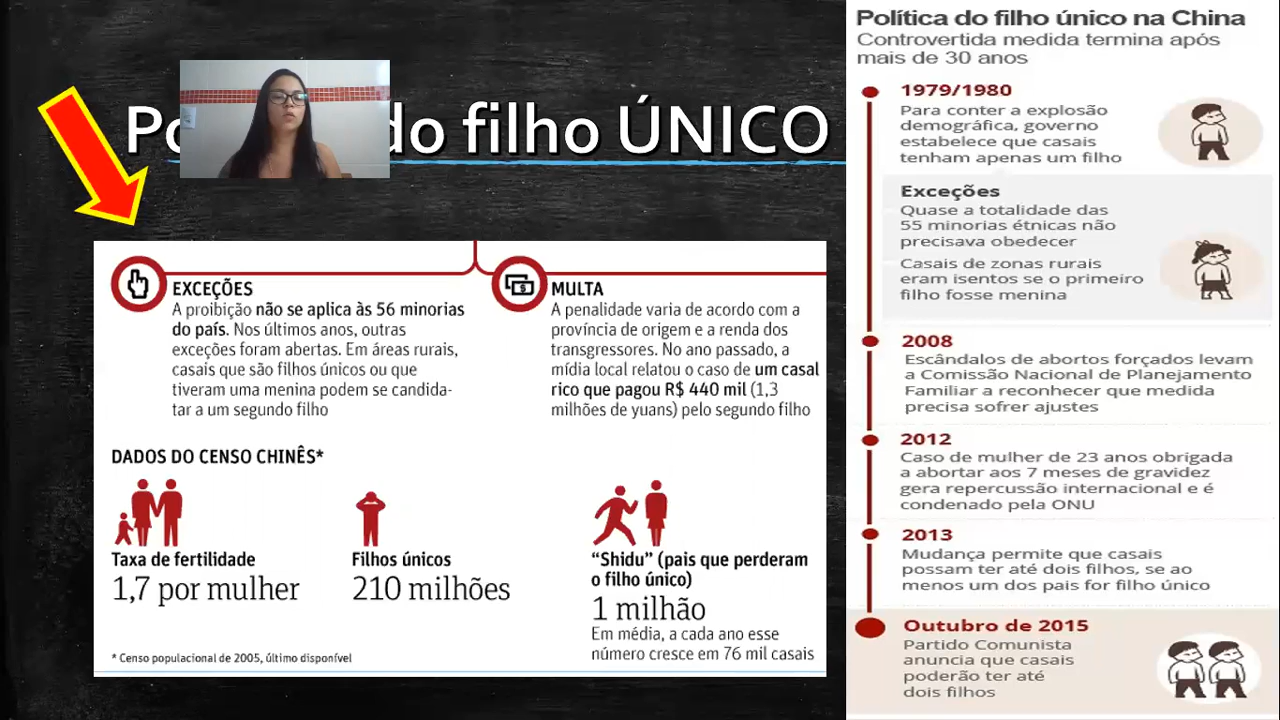 Po do filho ÚNICO
EXCEÇÕES
A proibição não se aplica às 56 minorias
do país. Nos últimos anos, outras
exceções foram abertas. Em áreas rurais,
casais que são filhos únicos ou que
tiveram uma menina podem se candida-
tar a um segundo filho
MULTA
A penalidade varia de acordo com a
província de origem e a renda dos
transgressores. No ano passado, a
mídia local relatou o caso de um casal
rico que pagou R$ 440 mil (1,3
milhões de yuans) pelo segundo filho
DADOS DO CENSO CHINÊS*
Taxa de fertilidade
1,7 por mulher
Filhos únicos
210 milhões
“Shidu” (pais que perderam
o filho único)
1 milhão
Em média, a cada ano esse
número cresce em 76 mil casais
* Censo populacional de 2005, último disponível
Política do filho único na China
Controvertida medida termina após
mais de 30 anos
1979/1980
Para conter a explosão
demográfica, governo
estabelece que casais
tenham apenas um filho
Exceções
Quase a totalidade das
55 minorias étnicas não
precisava obedecer
Casais de zonas rurais
eram isentos se o primeiro
filho fosse menina
2008
Escândalos de abortos forçados levam
a Comissão Nacional de Planejamento
Familiar a reconhecer que medida
precisa sofrer ajustes
2012
Caso de mulher de 23 anos obrigada
a abortar aos 7 meses de gravidez
gera repercussão internacional e é
condenado pela ONU
2013
Mudança permite que casais
possam ter até dois filhos, se ao
menos um dos pais for filho único
Outubro de 2015
Partido Comunista
anuncia que casais
poderão ter até
dois filhos